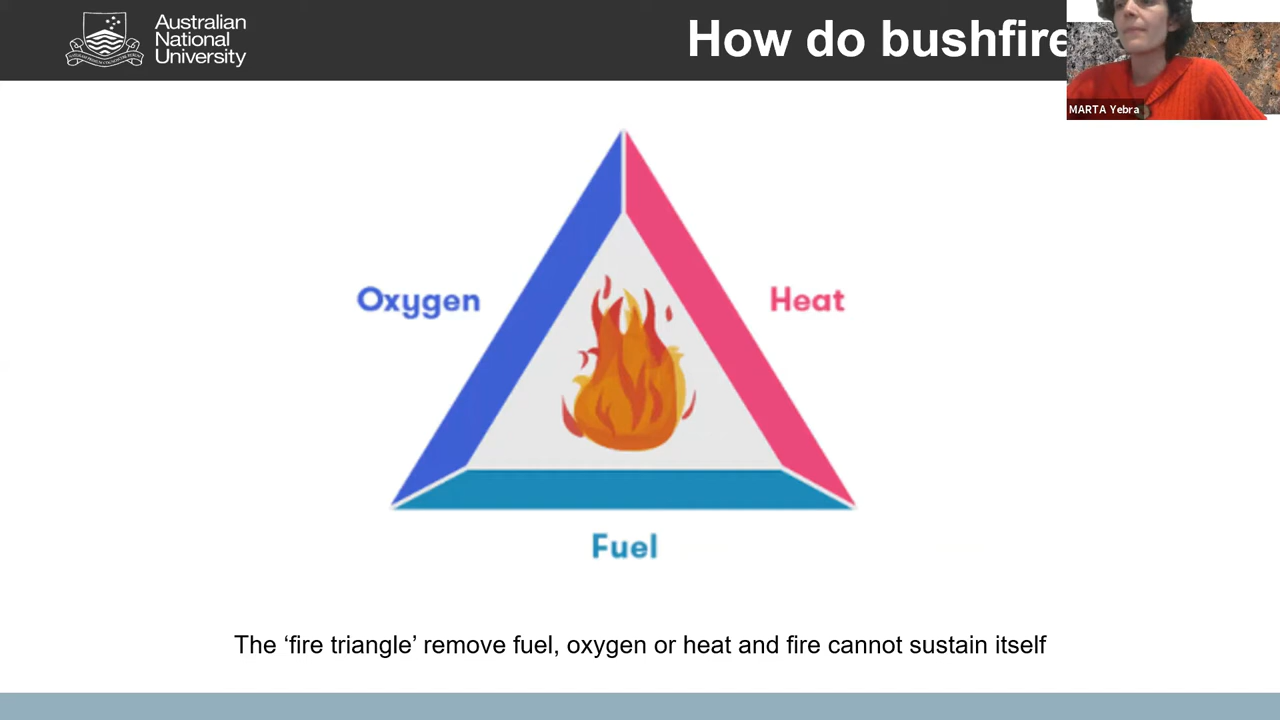 Australian
National
University
How do bushfire
MARTA Yebra
Oxygen
Heat
Fuel
The ‘fire triangle’ remove fuel, oxygen or heat and fire cannot sustain itself